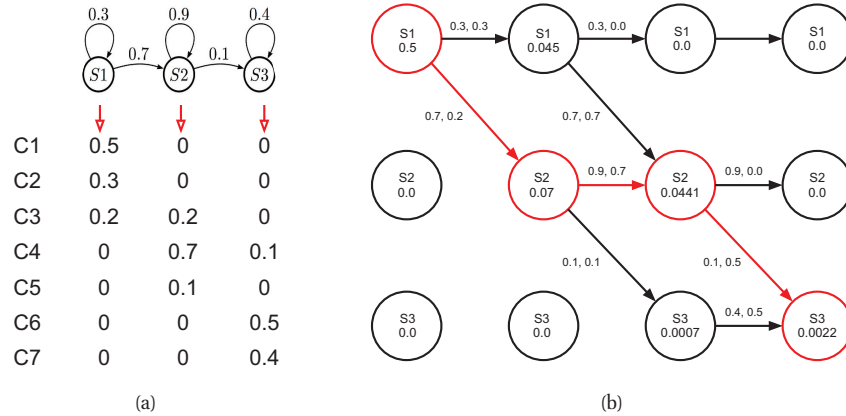 0.3 0.9 0.4
S1 0.7 S2 0.1 S3
C1 0.5 0 0
C2 0.3 0 0
C3 0.2 0.2 0
C4 0 0.7 0.1
C5 0 0.1 0
C6 0 0 0.5
C7 0 0 0.4
(a)
S1 0.3, 0.3 S1 0.3, 0.0 S1 S1
0.5 0.045 0.0 0.0
0.7, 0.2 0.7, 0.7
S2 S2 0.9, 0.7 S2 0.9, 0.0 S2
0.0 0.07 0.0441 0.0
0.1, 0.1 0.1, 0.5
S3 S3 S3 0.4, 0.5 S3
0.0 0.0 0.0007 0.0022
(b)